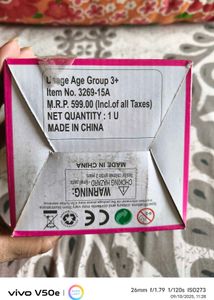 Usage Age Group 3+
Item No. 3269-15A
M.R.P. 599.00 (Incl.of all Taxes)
NET QUANTITY : 1 U
MADE IN CHINA
MADE IN CHINA
WARNING!
CHOKING HAZARD
vivo V50e
26mm f/1.79 1/120s ISO273
09/10/2025, 11:28